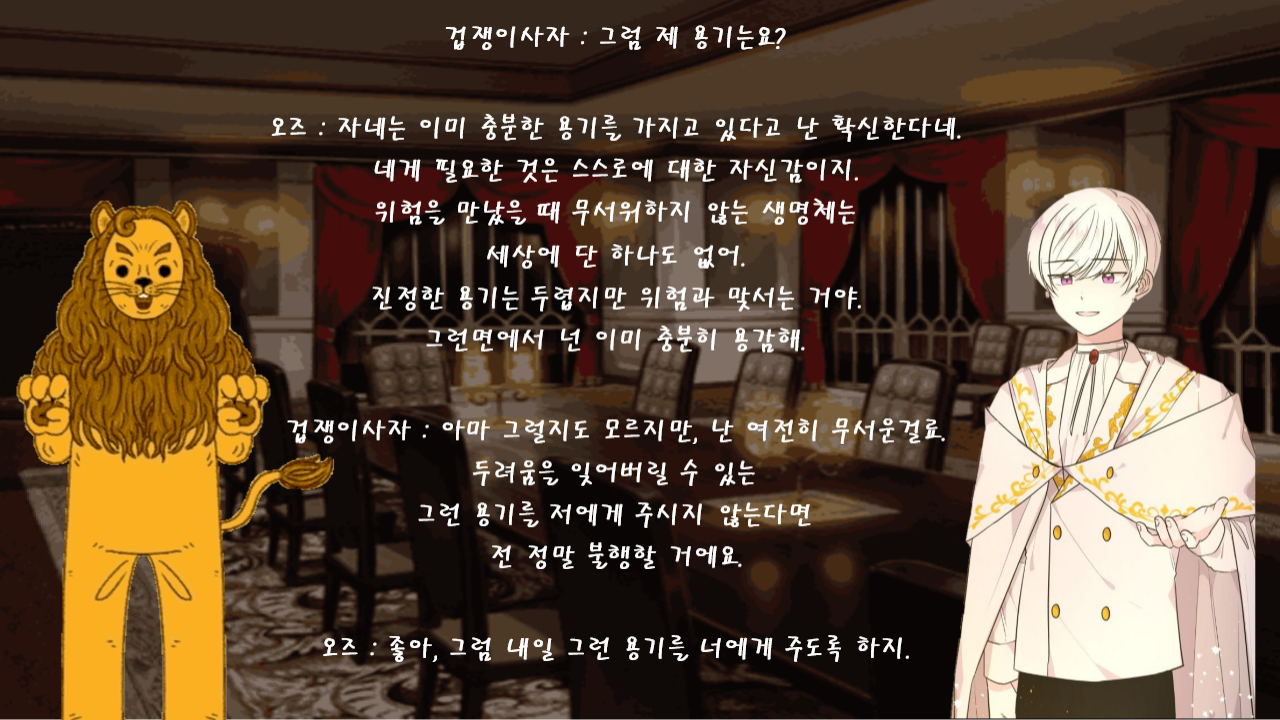 겁쟁이사자 : 그럼 제 용기는요?
오즈 : 자네는 이미 충분한 용기를 가지고 있다고 난 확신한다네.
네게 필요한 것은 스스로에 대한 자신감이지.
위험을 만났을 때 무서워하지 않는 생명체는
세상에 단 하나도 없어.
진정한 용기는 두렵지만 위험과 맞서는 거야.
그런면에서 넌 이미 충분히 용감해.
겁쟁이사자 : 아마 그럴지도 모르지만, 난 여전히 무서운걸료.
두려움을 잊어버릴 수 있는
그런 용기를 저에게 주시지 않는다면
전 정말 불행할 거에요.
오즈 : 좋아, 그럼 내일 그런 용기를 너에게 주도록 하지.